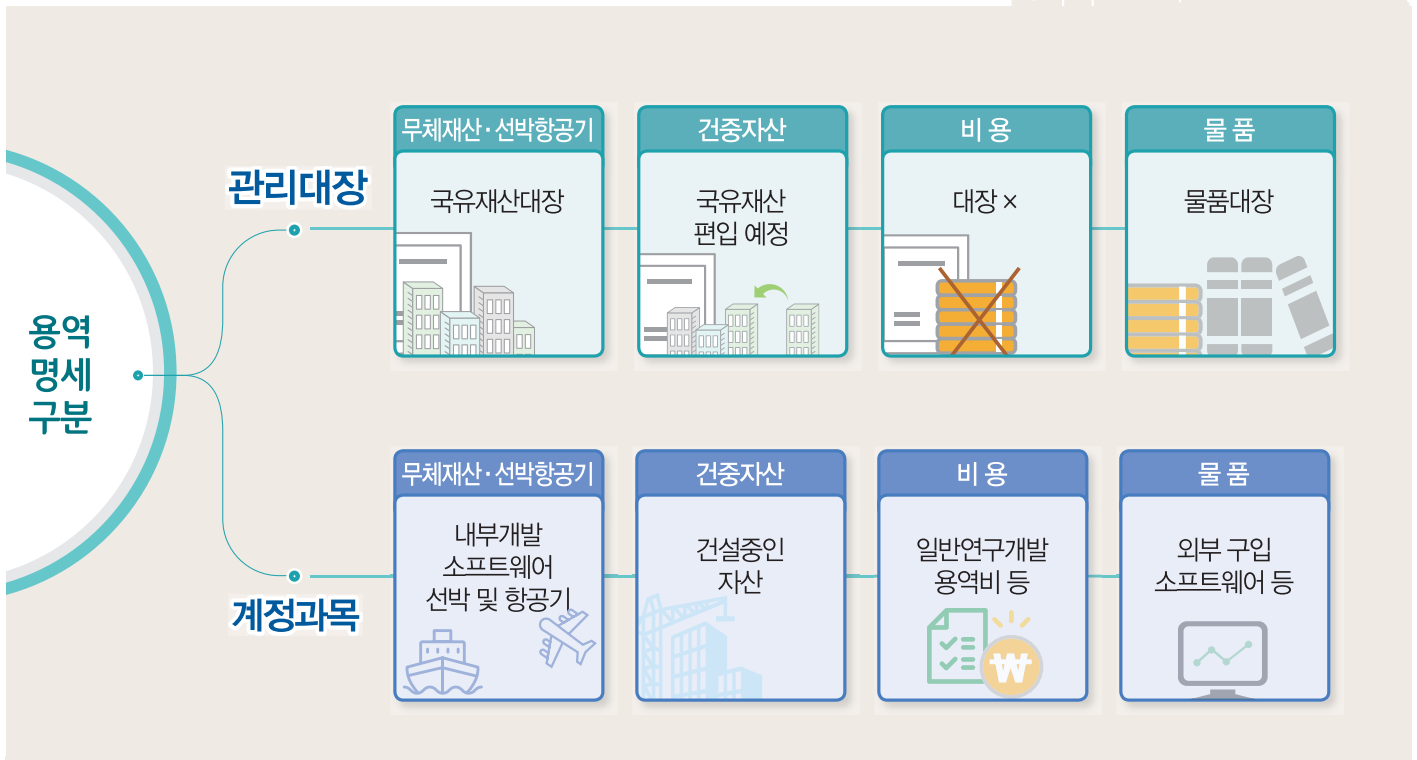 용역
명세
구분
관리대장
무체재산·선박항공기
국유재산대장
건중자산
국유재산
편입 예정
비 용
대장 ×
물 품
물품대장
계정과목
무체재산·선박항공기
내부개발
소프트웨어
선박 및 항공기
건중자산
건설중인
자산
비 용
일반연구개발
용역비 등
₩
물 품
외부 구입
소프트웨어 등